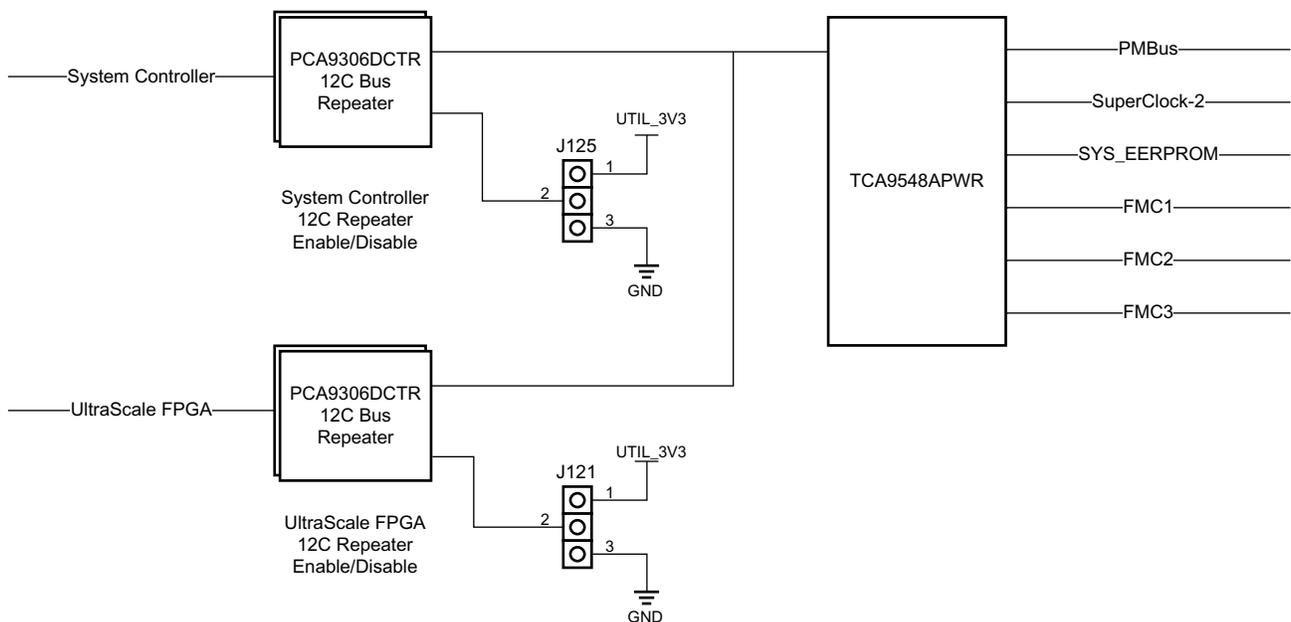 System Controller
PCA9306DCTR
12C Bus
Repeater
System Controller
12C Repeater
Enable/Disable
J125
1
2
3
UTIL_3V3
GND
TCA9548APWR
PMBus
SuperClock-2
SYS_EERPROM
FMC1
FMC2
FMC3
UltraScale FPGA
PCA9306DCTR
12C Bus
Repeater
UltraScale FPGA
12C Repeater
Enable/Disable
J121
1
2
3
UTIL_3V3
GND